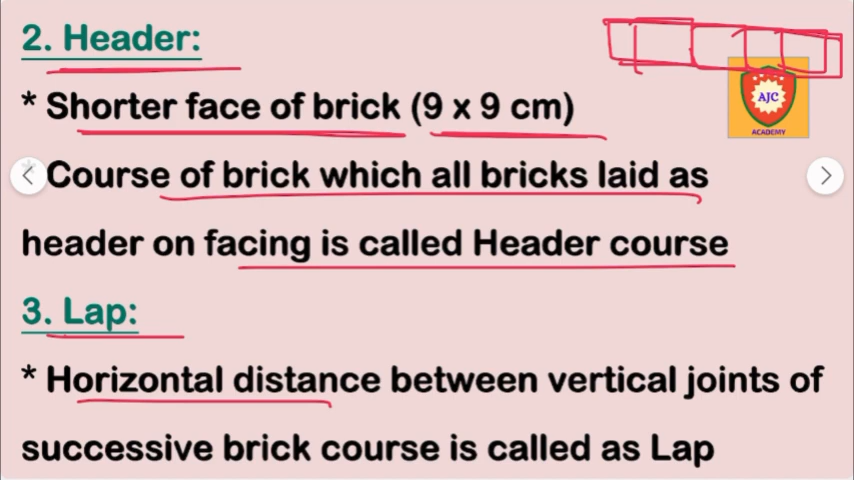 2. Header:
* Shorter face of brick (9 x 9 cm)
AJC
ACADEMY
* Course of brick which all bricks laid as
header on facing is called Header course
3. Lap:
* Horizontal distance between vertical joints of
successive brick course is called as Lap